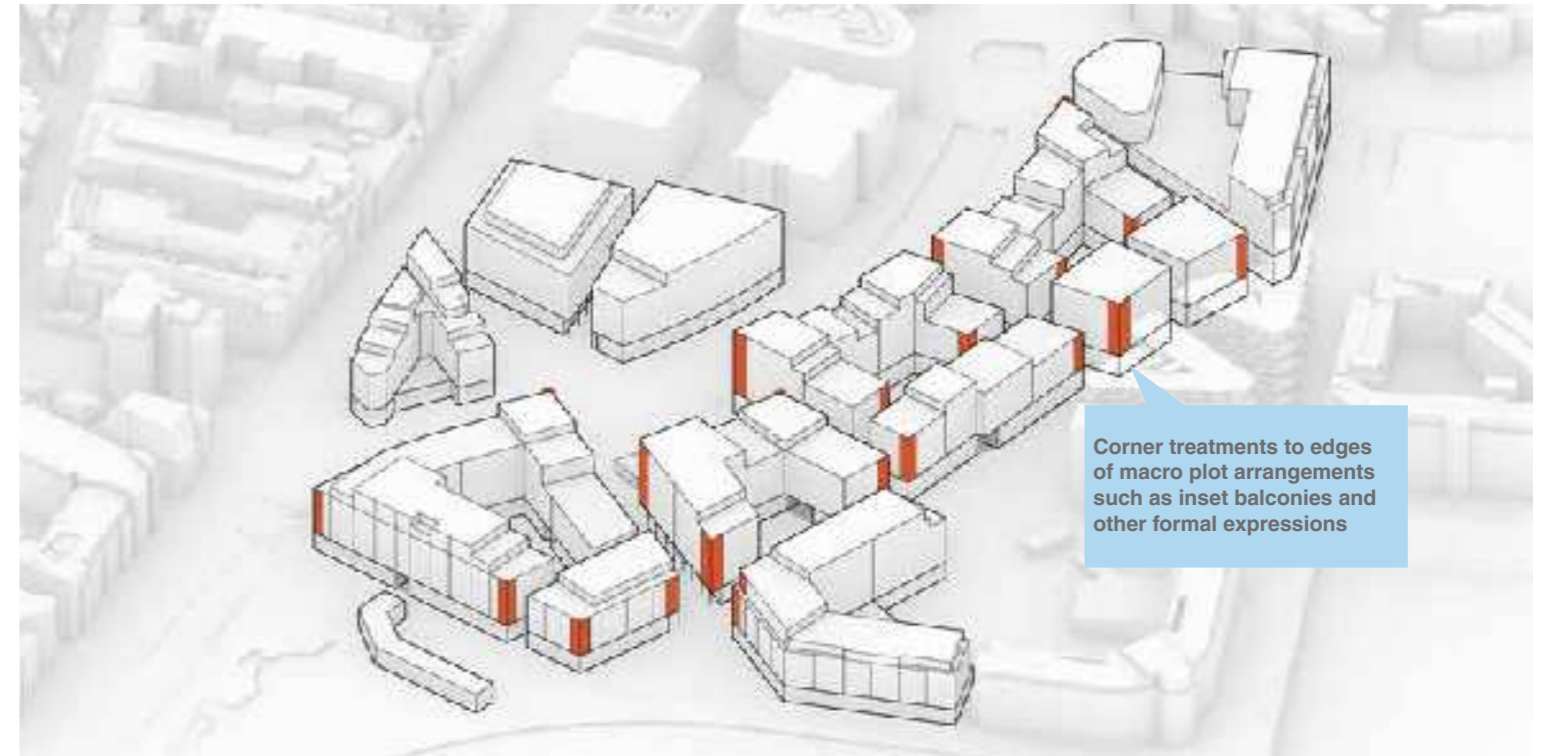 Corner treatments to edges
of macro plot arrangements
such as inset balconies and
other formal expressions